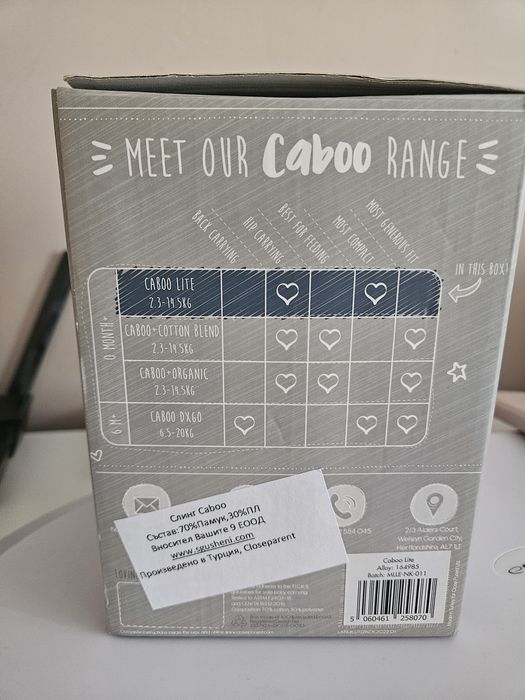 MEET OUR Caboo RANGE
BACK CARRYING
HIP CARRYING
BEST FOR FEEDING
MOST COMPACT
MOST GENEROUS FIT
IN THIS BOX!
0 MONTH+
CABOO LITE
2.3-14.5KG
CABOO+COTTON BLEND
2.3-14.5KG
CABOO+ORGANIC
2.3-14.5KG
6 M+
CABOO DX60
6.5-20KG
Слинг Caboo
Състав:70%Памук,30%ПЛ
Вносител Вашите 9 ЕООД
www.sgusheni.com
Произведено в Турция, Closeparent
584 045
2/3 Alders Court,
Welwyn Garden City,
Hertfordshire, AL7 1LT
Caboo Lite
Alloy: 164985
Batch: MLLE-NK-011
5 060461 258070